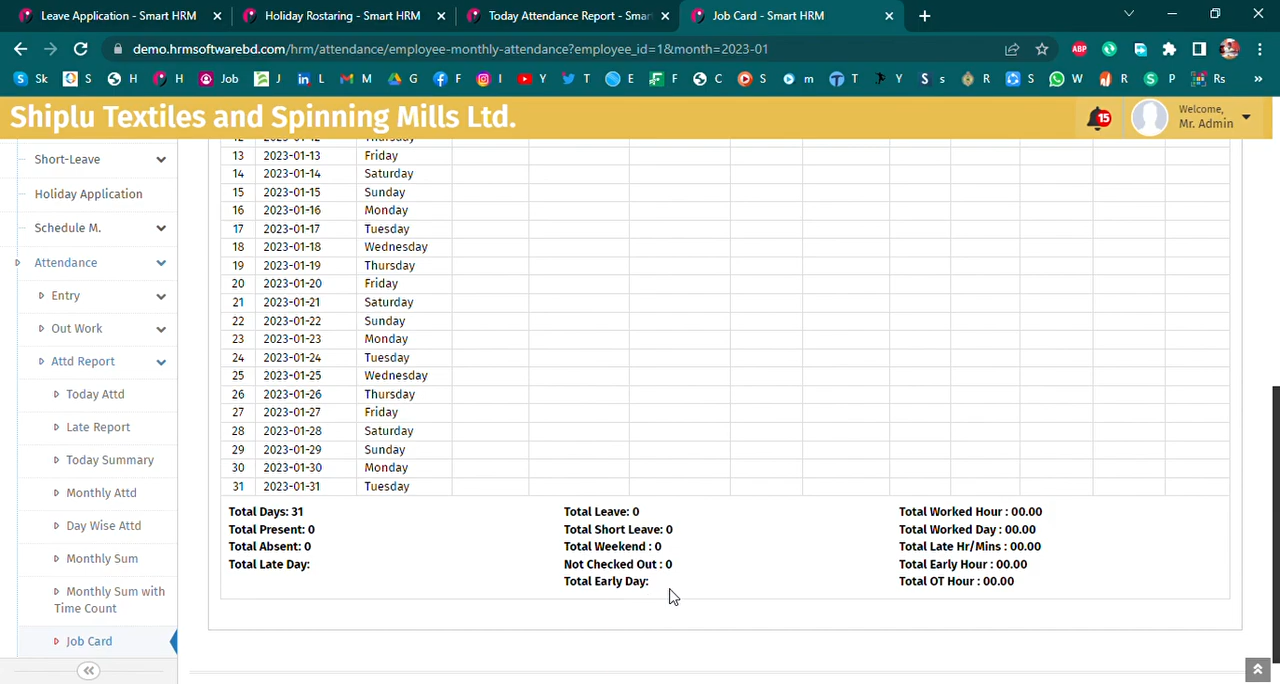 Leave Application - Smart HRM
Holiday Rostaring - Smart HRM
Today Attendance Report - Smar
Job Card - Smart HRM
demo.hrmsoftwarebd.com/hrm/attendance/employee-monthly-attendance?employee_id=1&month=2023-01
ABP
Sk S H H Job J L M G F I Y T E F C S m T Y s R S W R P Rs »
Shiplu Textiles and Spinning Mills Ltd.
15
Welcome,
Mr. Admin
Short-Leave
Holiday Application
Schedule M.
Attendance
Entry
Out Work
Attd Report
Today Attd
Late Report
Today Summary
Monthly Attd
Day Wise Attd
Monthly Sum
Monthly Sum with
Time Count
Job Card
12 2023-01-12 Thursday
13 2023-01-13 Friday
14 2023-01-14 Saturday
15 2023-01-15 Sunday
16 2023-01-16 Monday
17 2023-01-17 Tuesday
18 2023-01-18 Wednesday
19 2023-01-19 Thursday
20 2023-01-20 Friday
21 2023-01-21 Saturday
22 2023-01-22 Sunday
23 2023-01-23 Monday
24 2023-01-24 Tuesday
25 2023-01-25 Wednesday
26 2023-01-26 Thursday
27 2023-01-27 Friday
28 2023-01-28 Saturday
29 2023-01-29 Sunday
30 2023-01-30 Monday
31 2023-01-31 Tuesday
Total Days: 31
Total Present: 0
Total Absent: 0
Total Late Day:
Total Leave: 0
Total Short Leave: 0
Total Weekend : 0
Not Checked Out : 0
Total Early Day:
Total Worked Hour : 00.00
Total Worked Day : 00.00
Total Late Hr/Mins : 00.00
Total Early Hour : 00.00
Total OT Hour : 00.00